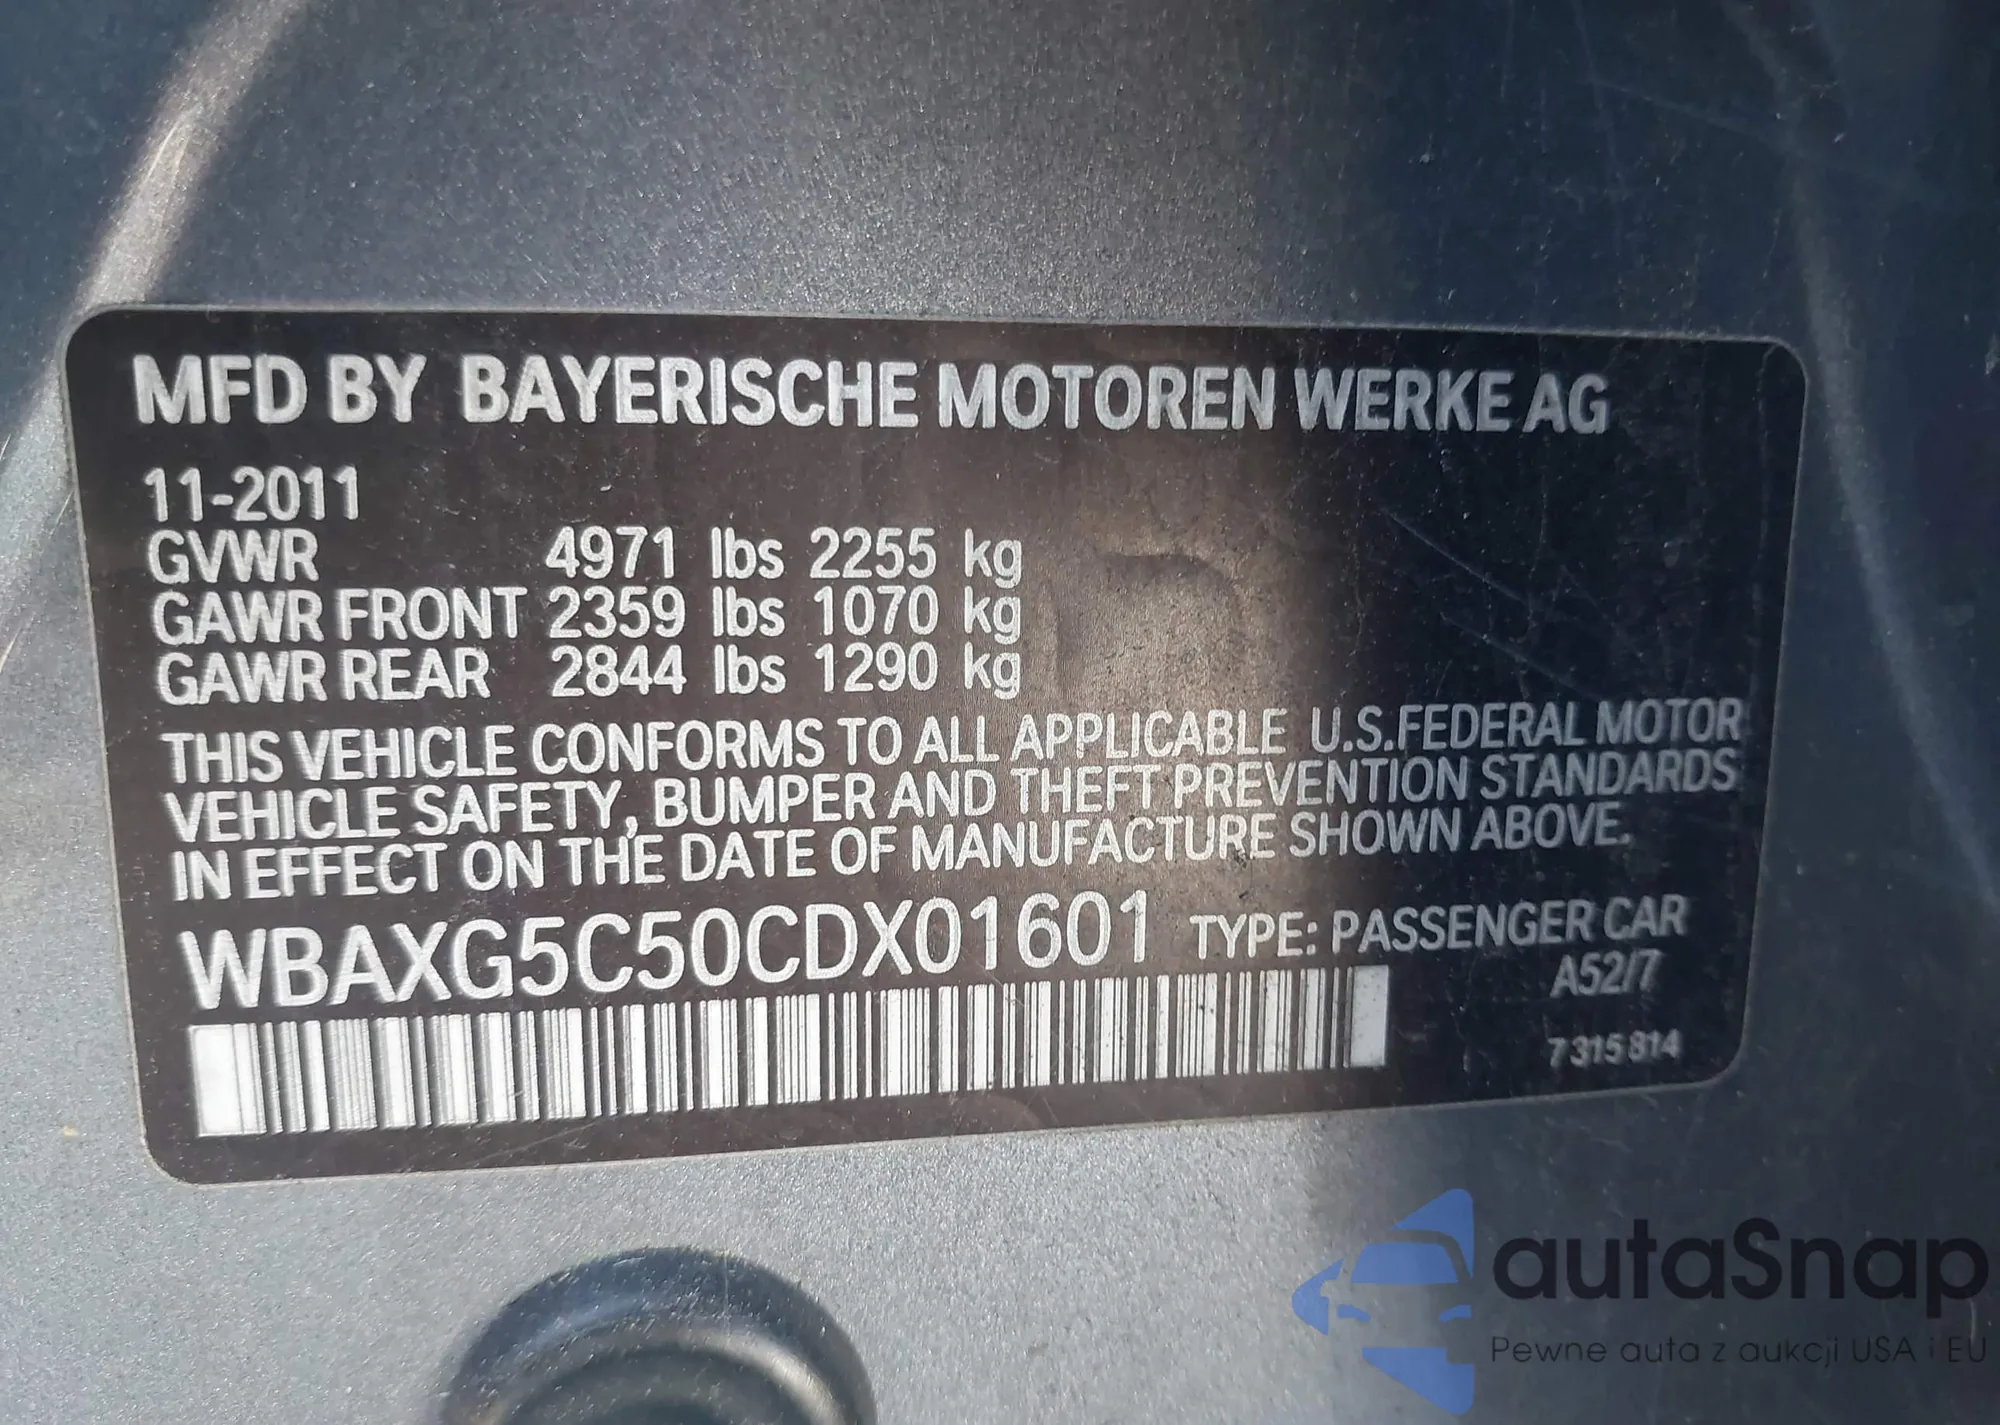 MFD BY BAYERISCHE MOTOREN WERKE AG
11-2011
GVWR 4971 lbs 2255 kg
GAWR FRONT 2359 lbs 1070 kg
GAWR REAR 2844 lbs 1290 kg
THIS VEHICLE CONFORMS TO ALL APPLICABLE U.S.FEDERAL MOTOR
VEHICLE SAFETY, BUMPER AND THEFT PREVENTION STANDARDS
IN EFFECT ON THE DATE OF MANUFACTURE SHOWN ABOVE.
WBAXG5C50CDX01601 TYPE: PASSENGER CAR
A52/7
7 315 814
autaSnap
Pewne auta z aukcji USA i EU